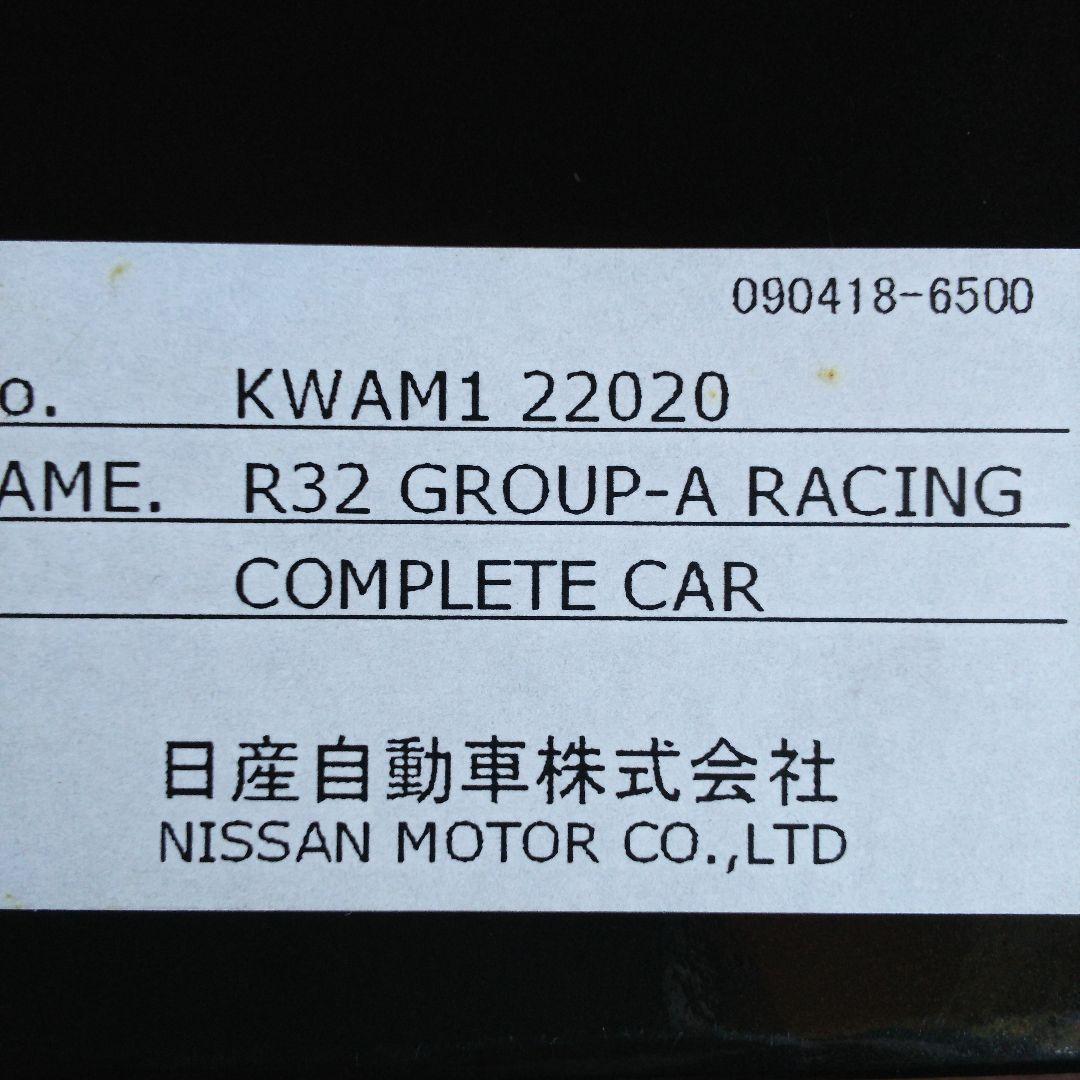 090418-6500
o. KWAM1 22020
AME. R32 GROUP-A RACING
COMPLETE CAR
日産自動車株式会社
NISSAN MOTOR CO.,LTD